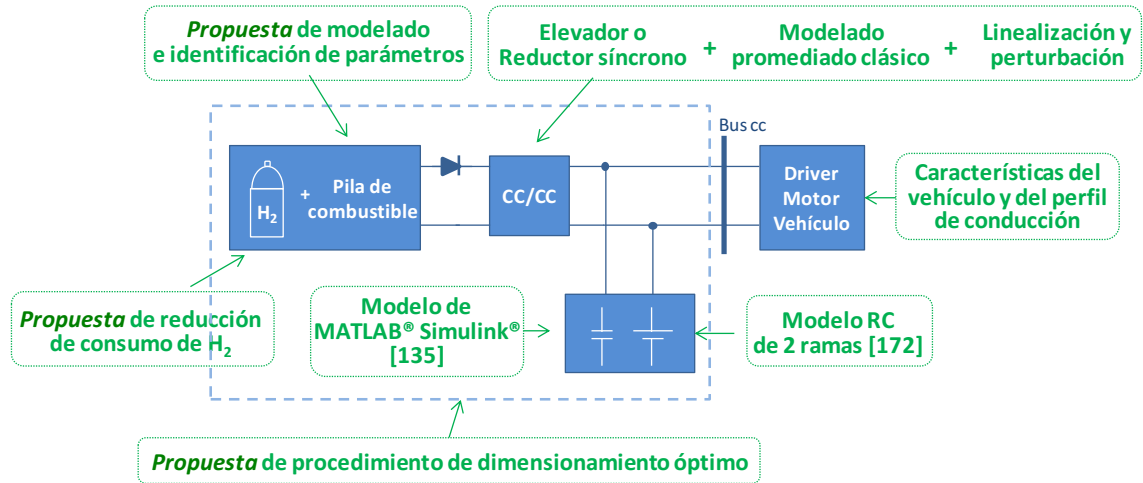 Propuesta de modelado
e identificación de parámetros
Elevador o
Reductor síncrono
+
Modelado
promediado clásico
+
Linealización y
perturbación
Bus cc
H₂
+
Pila de
combustible
CC/CC
Driver
Motor
Vehículo
Características del
vehículo y del perfil
de conducción
Propuesta de reducción
de consumo de H₂
Modelo de
MATLAB® Simulink®
[135]
Modelo RC
de 2 ramas [172]
Propuesta de procedimiento de dimensionamiento óptimo